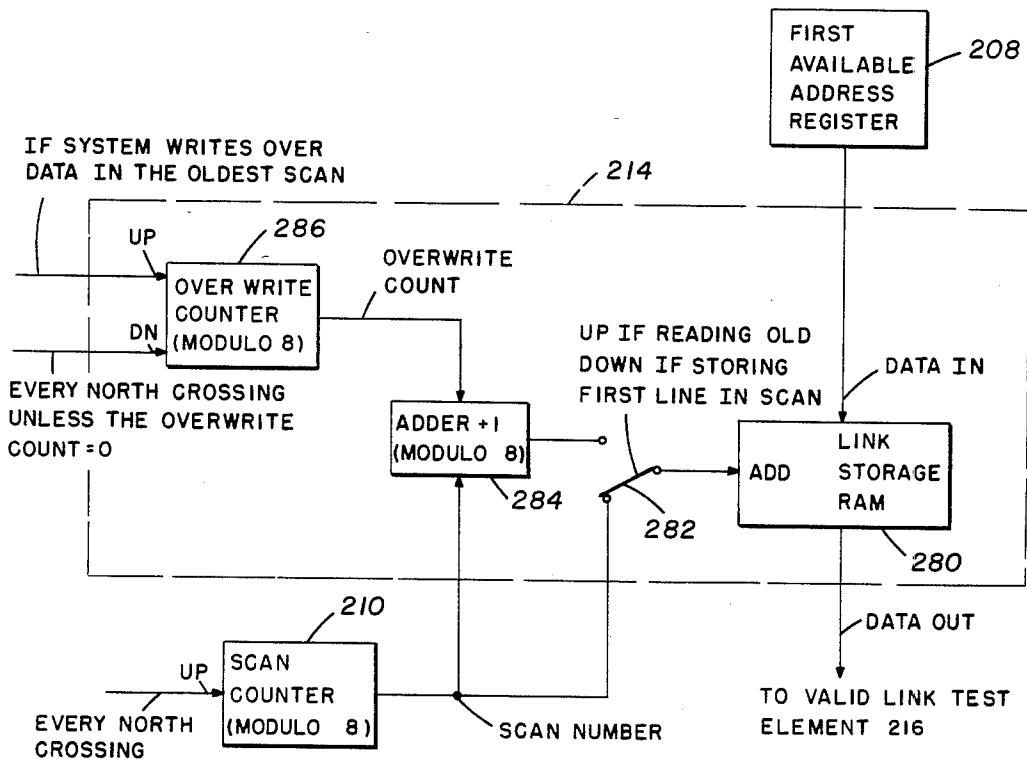 FIRST
AVAILABLE
ADDRESS
REGISTER
208
IF SYSTEM WRITES OVER
DATA IN THE OLDEST SCAN
214
UP
286
OVER WRITE
COUNTER
(MODULO 8)
DN
OVERWRITE
COUNT
EVERY NORTH CROSSING
UNLESS THE OVERWRITE
COUNT=0
UP IF READING OLD
DOWN IF STORING
FIRST LINE IN SCAN
DATA IN
ADDER +1
(MODULO 8)
284
282
ADD
LINK
STORAGE
RAM
280
210
UP
SCAN
COUNTER
(MODULO 8)
EVERY NORTH
CROSSING
SCAN NUMBER
DATA OUT
TO VALID LINK TEST
ELEMENT 216